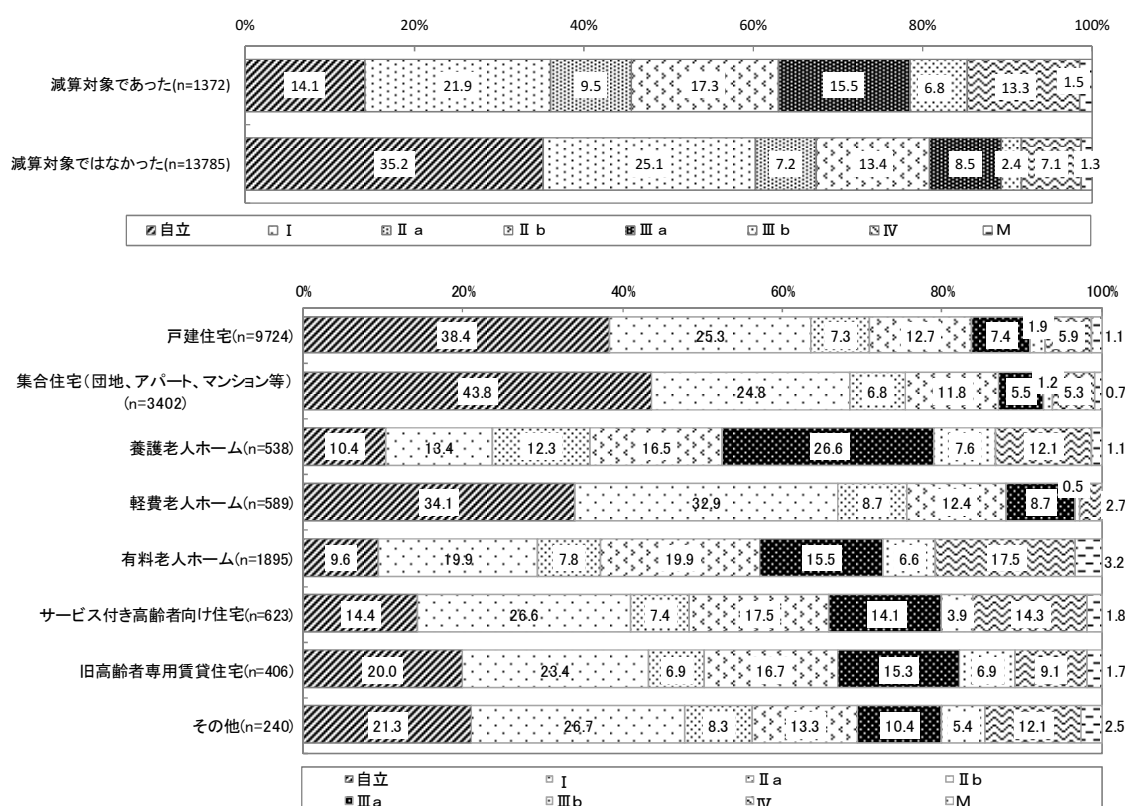 0% 20% 40% 60% 80% 100%
減算対象であった(n=1372) 14.1 21.9 9.5 17.3 15.5 6.8 13.3 1.5
減算対象ではなかった(n=13785) 35.2 25.1 7.2 13.4 8.5 2.4 7.1 1.3
自立 Ⅰ Ⅱa Ⅱb Ⅲa Ⅲb Ⅳ M
0% 20% 40% 60% 80% 100%
戸建住宅(n=9724) 38.4 25.3 7.3 12.7 7.4 1.9 5.9 1.1
集合住宅(団地、アパート、マンション等)
(n=3402) 43.8 24.8 6.8 11.8 5.5 1.2 5.3 0.7
養護老人ホーム(n=538) 10.4 13.4 12.3 16.5 26.6 7.6 12.1 1.1
軽費老人ホーム(n=589) 34.1 32.9 8.7 12.4 8.7 0.5 2.7
有料老人ホーム(n=1895) 9.6 19.9 7.8 19.9 15.5 6.6 17.5 3.2
サービス付き高齢者向け住宅(n=623) 14.4 26.6 7.4 17.5 14.1 3.9 14.3 1.8
旧高齢者専用賃貸住宅(n=406) 20.0 23.4 6.9 16.7 15.3 6.9 9.1 1.7
その他(n=240) 21.3 26.7 8.3 13.3 10.4 5.4 12.1 2.5
自立 Ⅰ Ⅱa Ⅱb
Ⅲa Ⅲb Ⅳ M